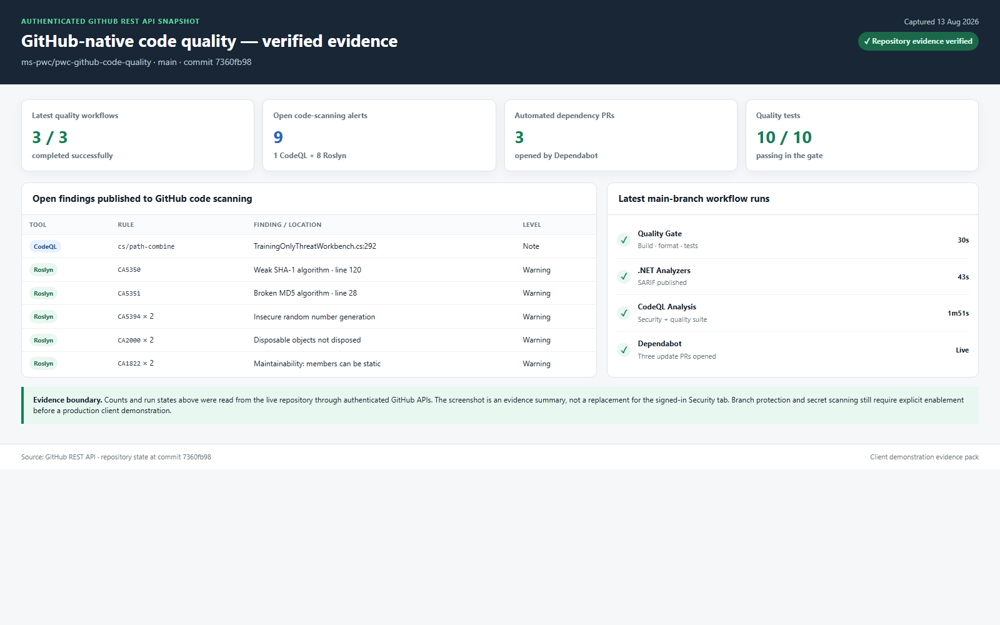 AUTHENTICATED GITHUB REST API SNAPSHOT
GitHub-native code quality — verified evidence
ms-pwc/pwc-github-code-quality · main · commit 7360fb98
Captured 13 Aug 2026
✓ Repository evidence verified
Latest quality workflows
3 / 3
completed successfully
Open code-scanning alerts
9
1 CodeQL + 8 Roslyn
Automated dependency PRs
3
opened by Dependabot
Quality tests
10 / 10
passing in the gate
Open findings published to GitHub code scanning
TOOL RULE FINDING / LOCATION LEVEL
CodeQL cs/path-combine TrainingOnlyThreatWorkbench.cs:292 Note
Roslyn CA5350 Weak SHA-1 algorithm · line 120 Warning
Roslyn CA5351 Broken MD5 algorithm · line 28 Warning
Roslyn CA5394 × 2 Insecure random number generation Warning
Roslyn CA2000 × 2 Disposable objects not disposed Warning
Roslyn CA1822 × 2 Maintainability: members can be static Warning
Latest main-branch workflow runs
✓ Quality Gate 30s
Build · format · tests
✓ .NET Analyzers 43s
SARIF published
✓ CodeQL Analysis 1m51s
Security + quality suite
✓ Dependabot Live
Three update PRs opened
Evidence boundary. Counts and run states above were read from the live repository through authenticated GitHub APIs. The screenshot is an evidence summary, not a replacement for the signed-in Security tab. Branch protection and secret scanning still require explicit enablement
before a production client demonstration.
Source: GitHub REST API · repository state at commit 7360fb98
Client demonstration evidence pack